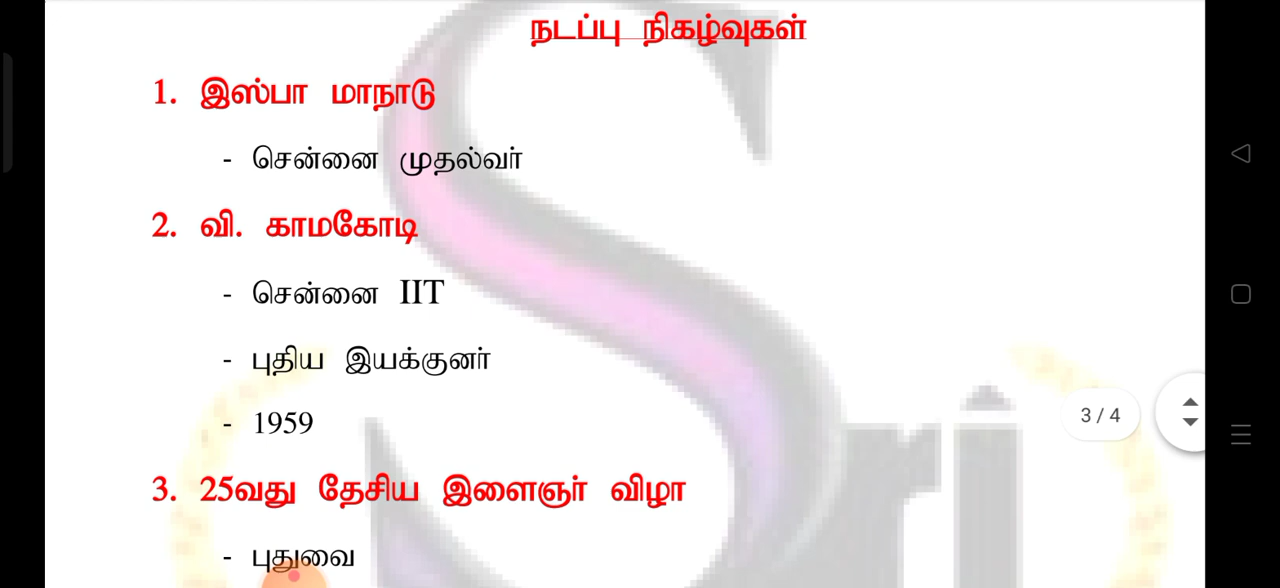 நடப்பு நிகழ்வுகள்
1. இஸ்பா மாநாடு
- சென்னை முதல்வர்
2. வி. காமகோடி
- சென்னை IIT
- புதிய இயக்குனர்
- 1959
3 / 4
3. 25வது தேசிய இளைஞர் விழா
- புதுவை
Sri